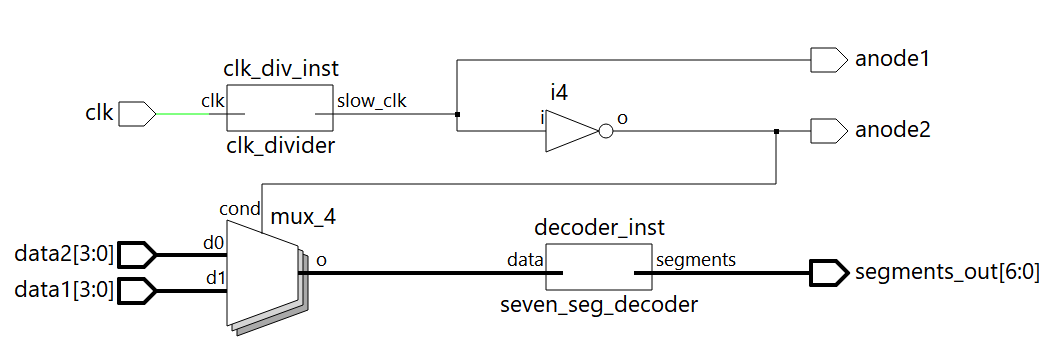 anode1
clk_div_inst
clk
clk
slow_clk
clk_divider
i4
i
o
anode2
cond
mux_4
data2[3:0]
d0
data1[3:0]
d1
o
decoder_inst
data
segments
seven_seg_decoder
segments_out[6:0]